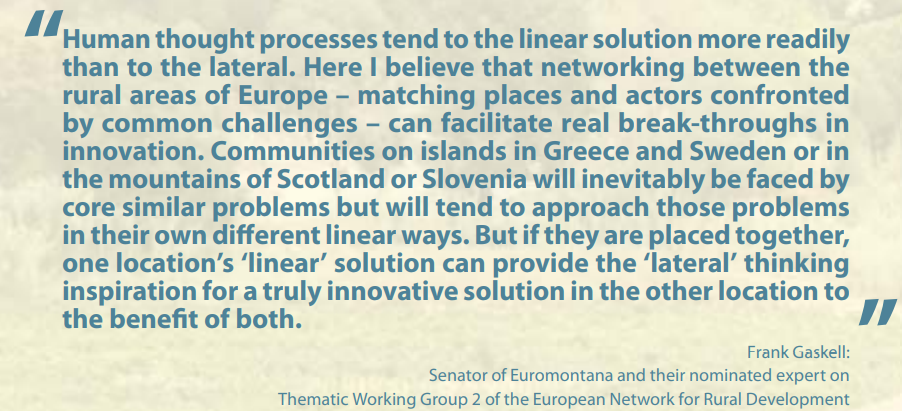 “Human thought processes tend to the linear solution more readily
than to the lateral. Here I believe that networking between the
rural areas of Europe – matching places and actors confronted
by common challenges – can facilitate real break-throughs in
innovation. Communities on islands in Greece and Sweden or in
the mountains of Scotland or Slovenia will inevitably be faced by
core similar problems but will tend to approach those problems
in their own different linear ways. But if they are placed together,
one location’s ‘linear’ solution can provide the ‘lateral’ thinking
inspiration for a truly innovative solution in the other location to
the benefit of both.”
Frank Gaskell:
Senator of Euromontana and their nominated expert on
Thematic Working Group 2 of the European Network for Rural Development